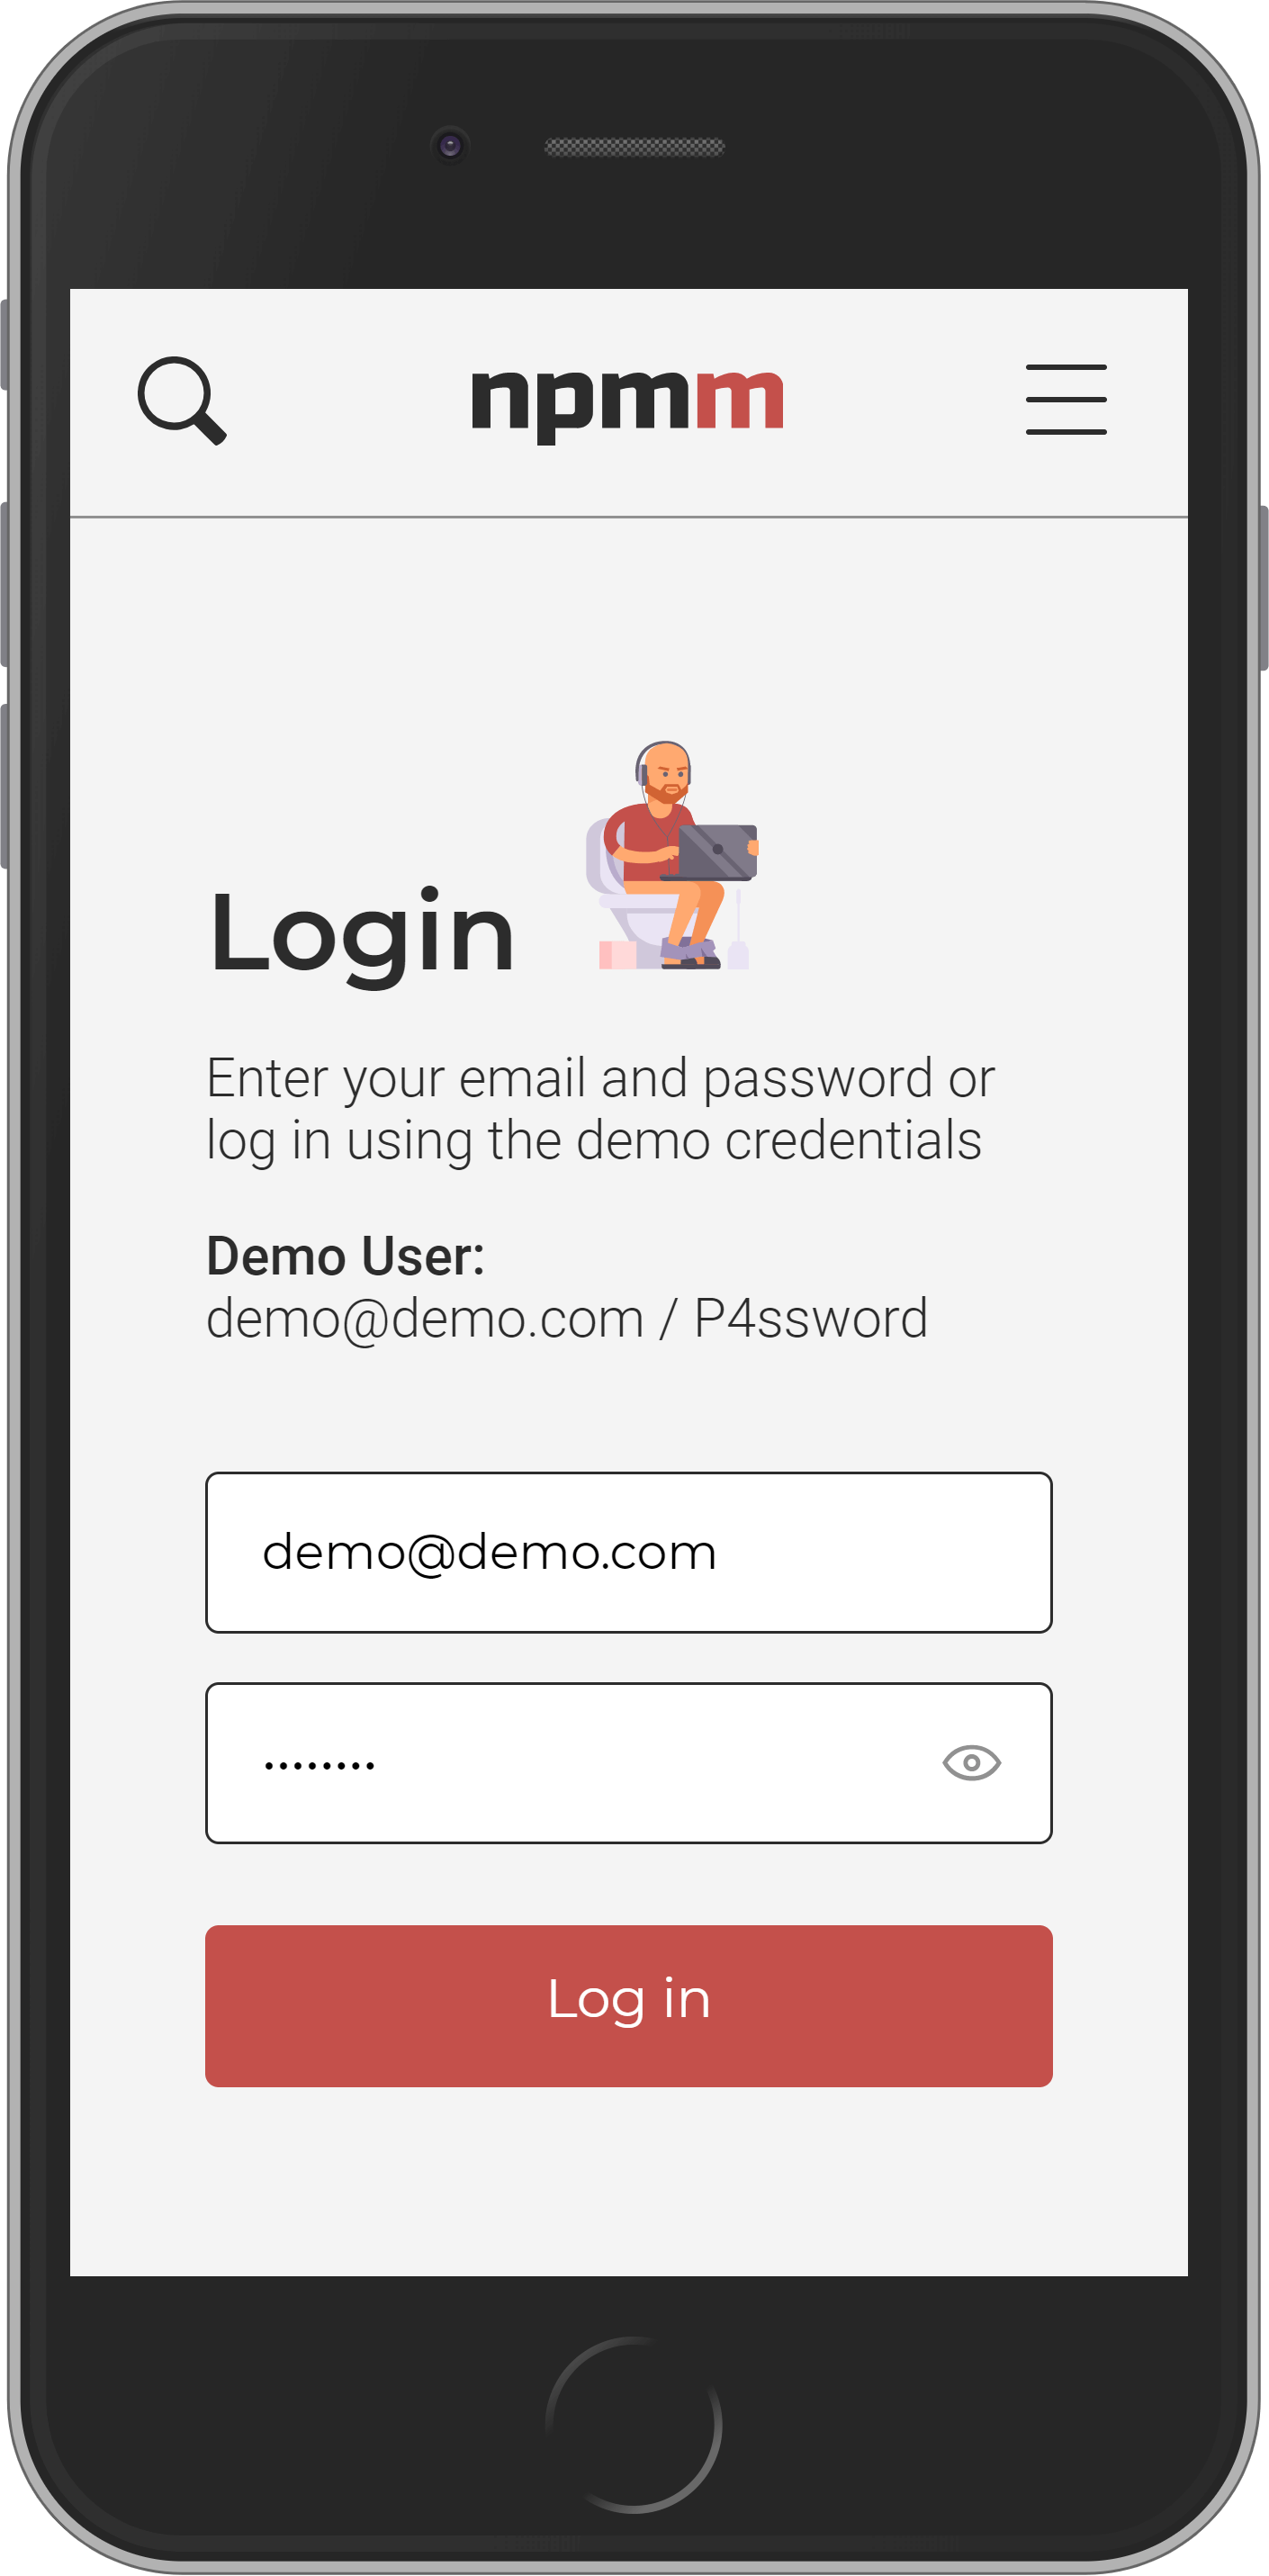 npmm
Login
Enter your email and password or
log in using the demo credentials
Demo User:
demo@demo.com / P4ssword
demo@demo.com
••••••••
Log in